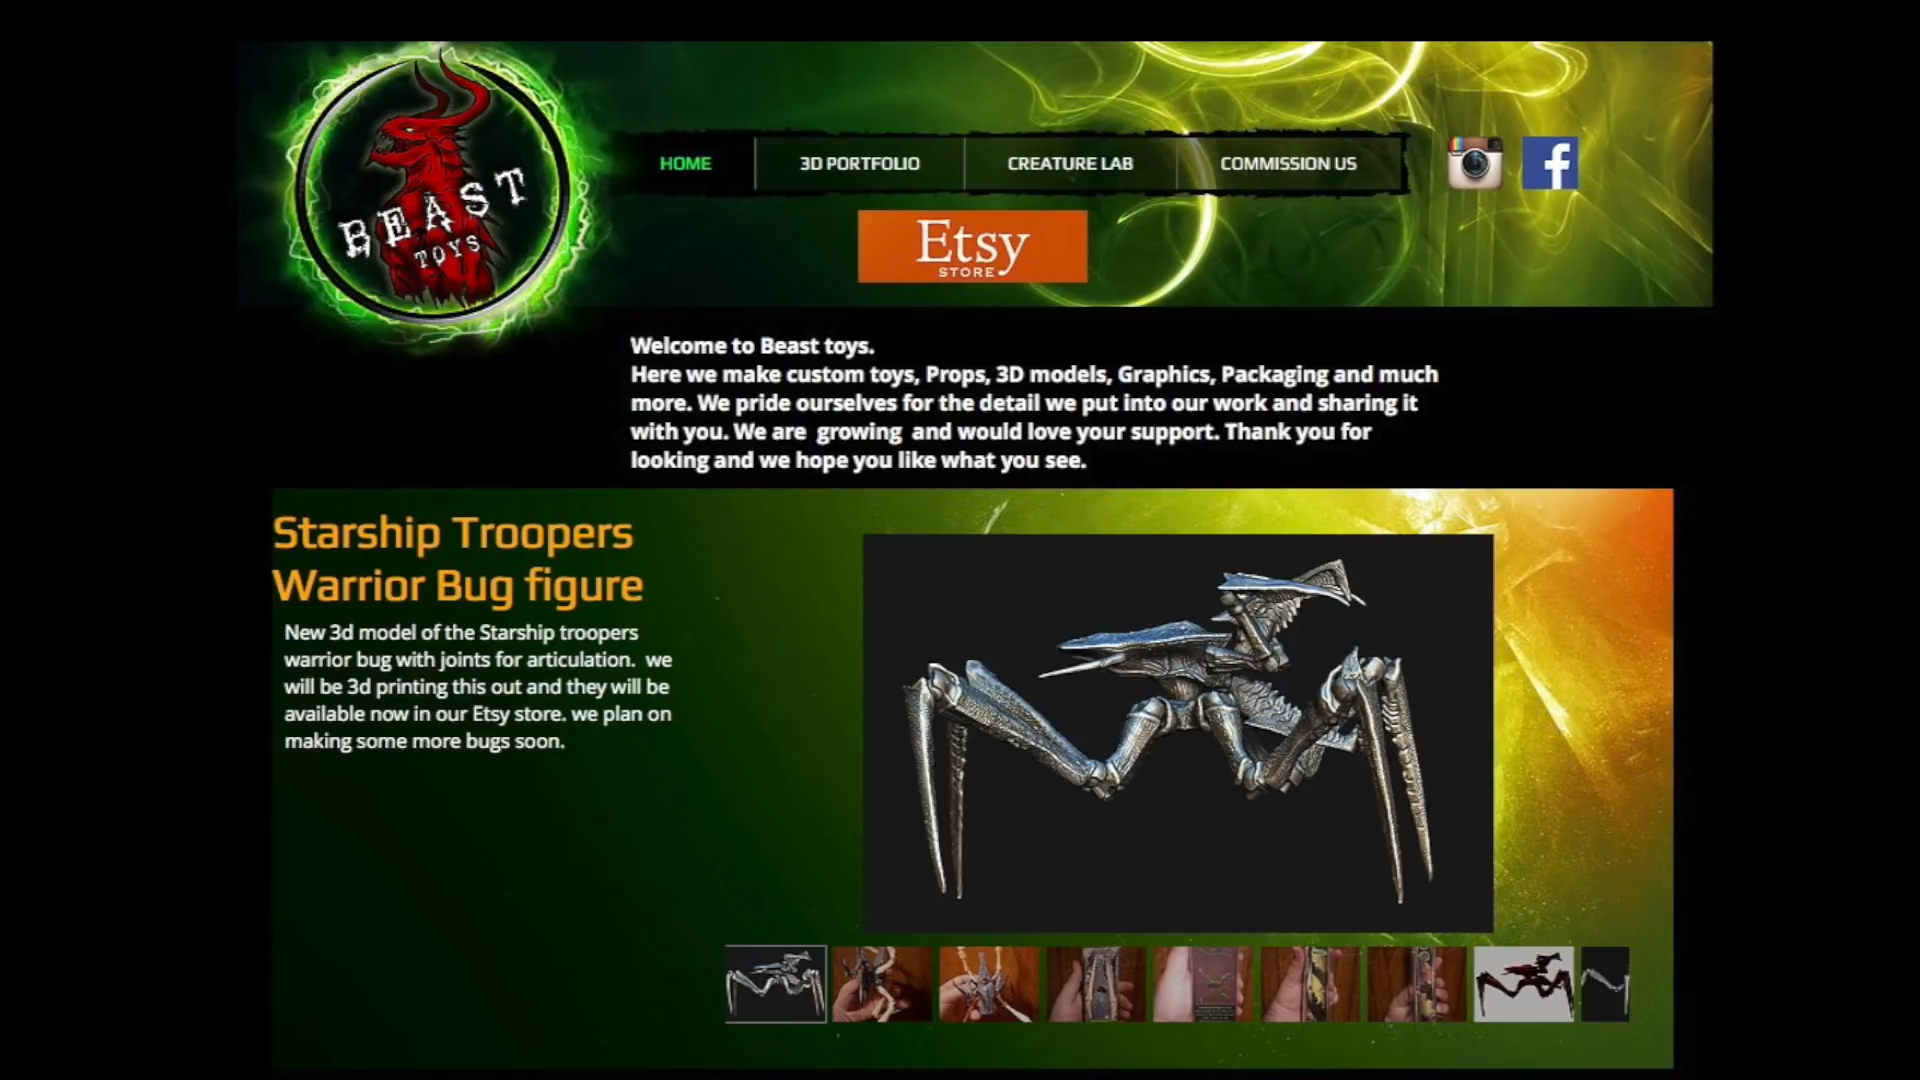 BEAST
TOYS
HOME
3D PORTFOLIO
CREATURE LAB
COMMISSION US
f
Etsy
STORE
Welcome to Beast toys.
Here we make custom toys, Props, 3D models, Graphics, Packaging and much
more. We pride ourselves for the detail we put into our work and sharing it
with you. We are  growing  and would love your support. Thank you for
looking and we hope you like what you see.
Starship Troopers
Warrior Bug figure
New 3d model of the Starship troopers
warrior bug with joints for articulation.  we
will be 3d printing this out and they will be
available now in our Etsy store. we plan on
making some more bugs soon.